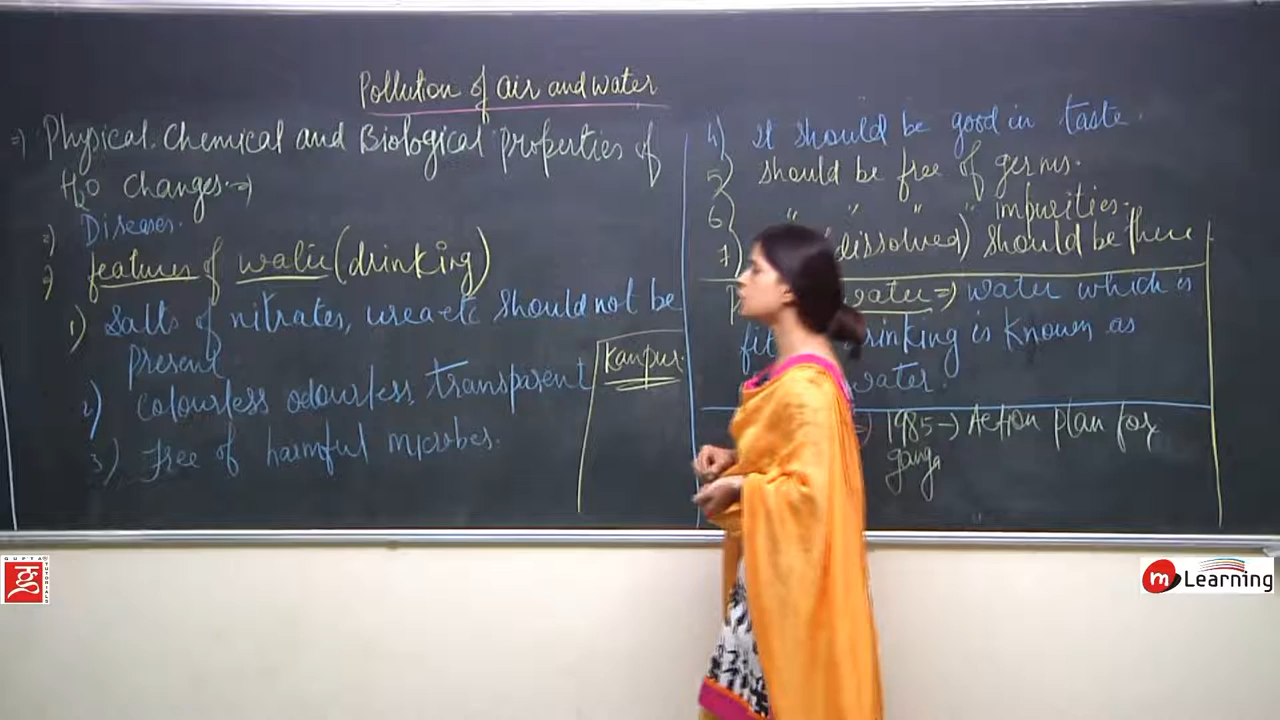 Pollution of air and water
=) Physical. Chemical and Biological properties of
H2O Changes. =)
=) Diseases.
=) features of water (drinking)
1) Salts of nitrates, urea etc should not be
present.
2) Colourless odourless, transparent
3) Free of harmful microbes.
Kanpur.
4) it should be good in taste.
5) should be free of germs.
6) " " " " impurities.
7) (dissolved) should be there
water =) water which is
fit drinking is known as
water.
1985 -) Action plan for
ganga
GUPTA TUTORIALS
m Learning